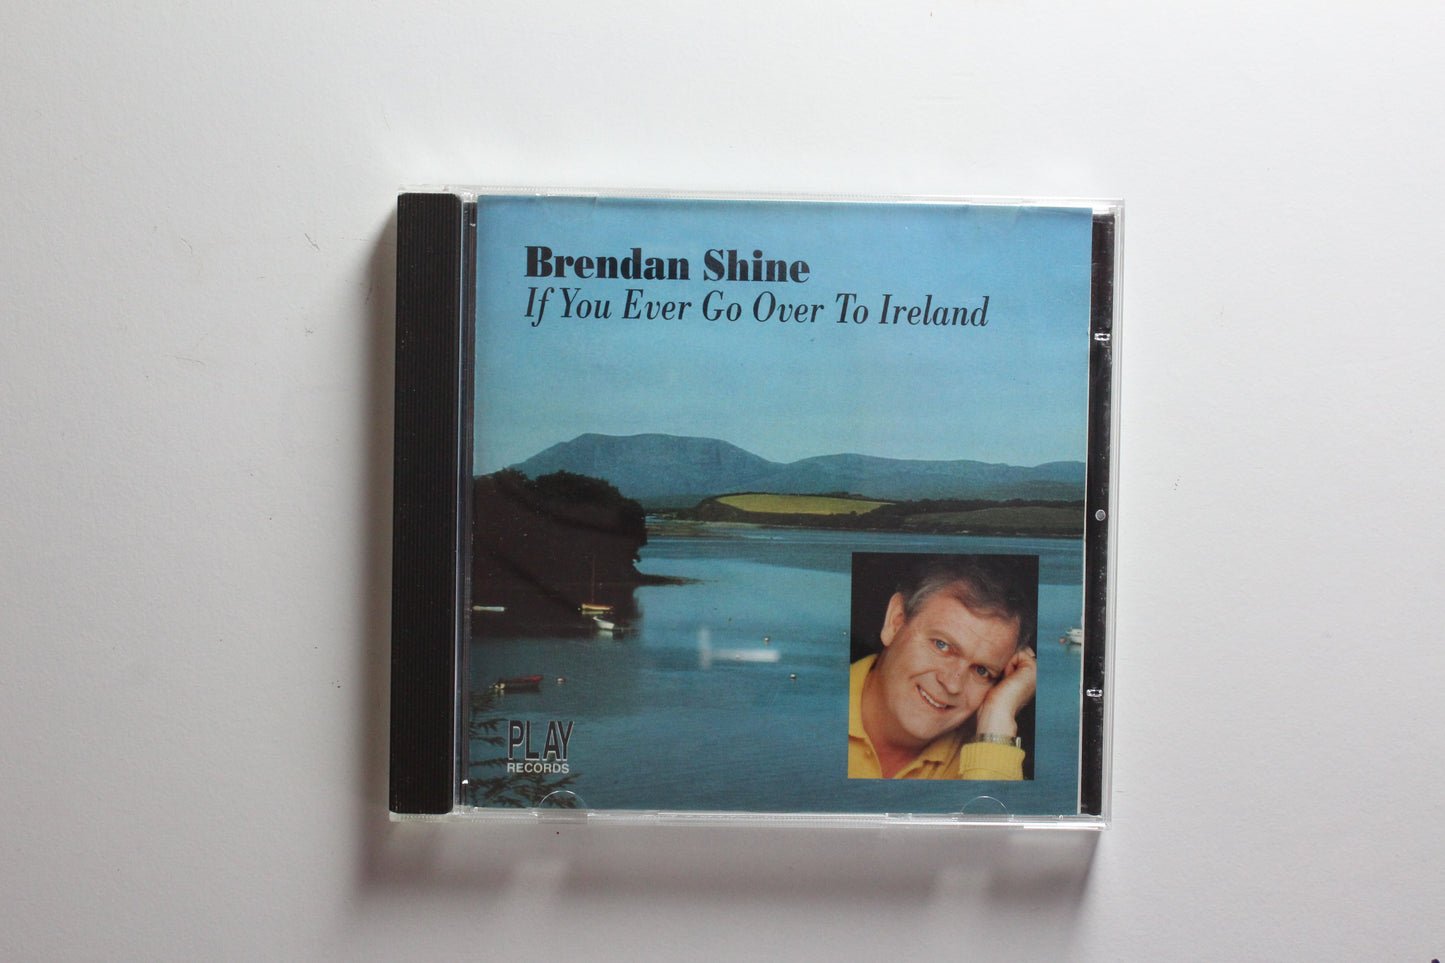 Brendan Shine
If You Ever Go Over To Ireland
PLAY
RECORDS